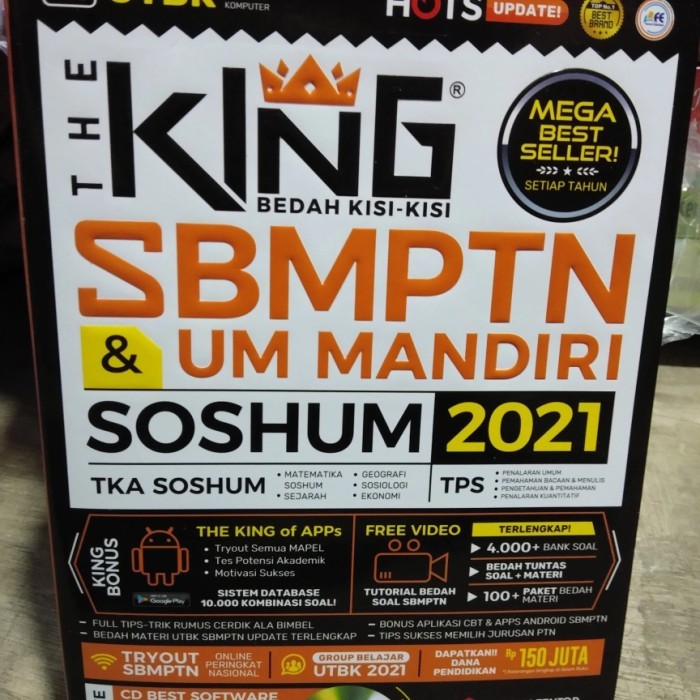 UTBK
KOMPUTER
HOTS UPDATE!
TOP No. 1
BEST
BRAND
THE KING®
BEDAH KISI-KISI
MEGA
BEST
SELLER!
SETIAP TAHUN
SBMPTN
& UM MANDIRI
SOSHUM 2021
TKA SOSHUM
• MATEMATIKA
SOSHUM
• SEJARAH
• GEOGRAFI
• SOSIOLOGI
• EKONOMI
TPS
• PENALARAN UMUM
• PEMAHAMAN BACAAN & MENULIS
• PENGETAHUAN & PEMAHAMAN
• PENALARAN KUANTITATIF
KING
BONUS
THE KING of APPs
• Tryout Semua MAPEL
• Tes Potensi Akademik
• Motivasi Sukses
Google Play
SISTEM DATABASE
10.000 KOMBINASI SOAL!
FREE VIDEO
TUTORIAL BEDAH
SOAL SBMPTN
TERLENGKAP!
4.000+ BANK SOAL
BEDAH TUNTAS
SOAL + MATERI
100+ PAKET BEDAH
MATERI
– FULL TIPS-TRIK RUMUS CERDIK ALA BIMBEL
– BEDAH MATERI UTBK SBMPTN UPDATE TERLENGKAP
– BONUS APLIKASI CBT & APPS ANDROID SBMPTN
– TIPS SUKSES MEMILIH JURUSAN PTN
TRYOUT
SBMPTN
ONLINE
PERINGKAT
NASIONAL
GROUP BELAJAR
UTBK 2021
DAPATKAN!!
DANA
PENDIDIKAN
Rp 150 JUTA
CD BEST SOFTWARE